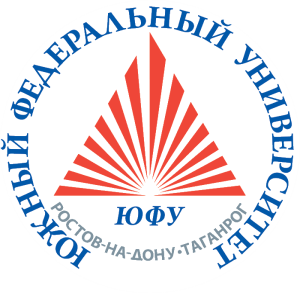 ЮЖНЫЙ ФЕДЕРАЛЬНЫЙ УНИВЕРСИТЕТ
ЮФУ
РОСТОВ-НА-ДОНУ•ТАГАНРОГ